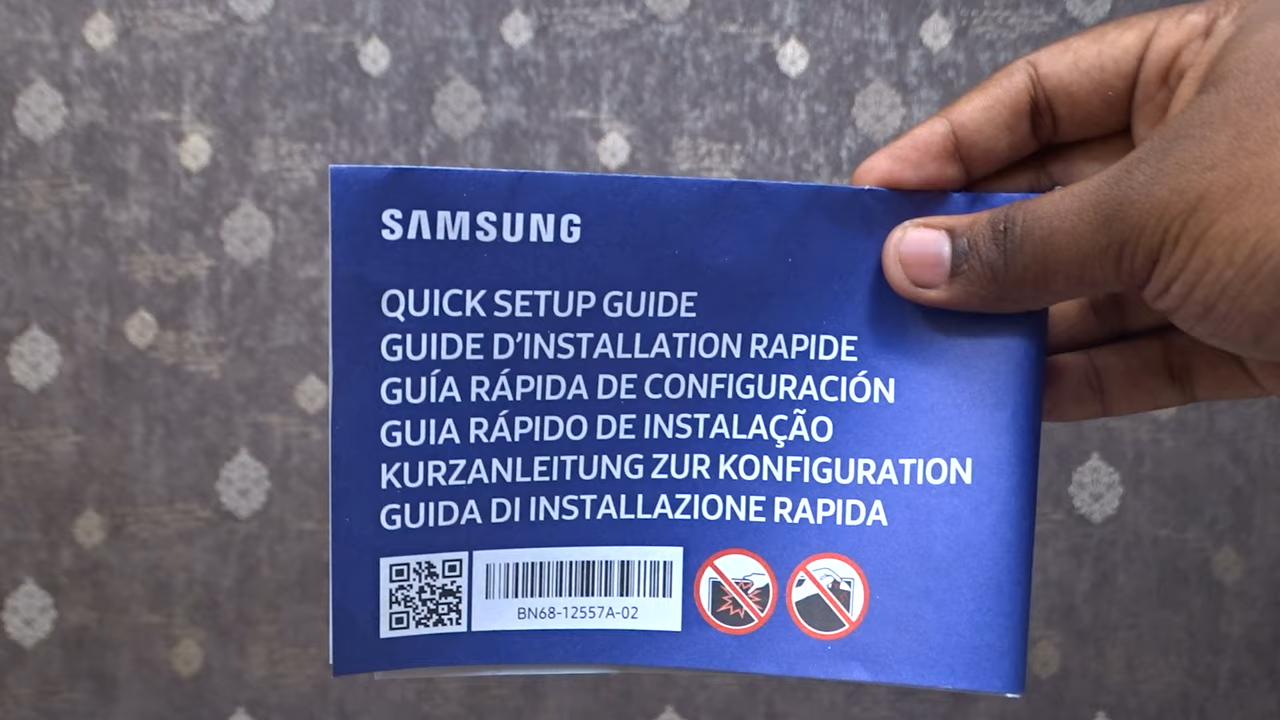 SAMSUNG
QUICK SETUP GUIDE
GUIDE D'INSTALLATION RAPIDE
GUÍA RÁPIDA DE CONFIGURACIÓN
GUIA RÁPIDO DE INSTALAÇÃO
KURZANLEITUNG ZUR KONFIGURATION
GUIDA DI INSTALLAZIONE RAPIDA
BN68-12557A-02